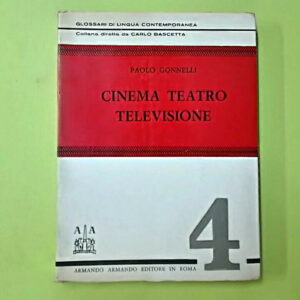 GLOSSARI DI LINGUA CONTEMPORANEA
Collana diretta da CARLO BASCETTA
PAOLO GONNELLI
CINEMA TEATRO
TELEVISIONE
A A
4
ARMANDO ARMANDO EDITORE IN ROMA